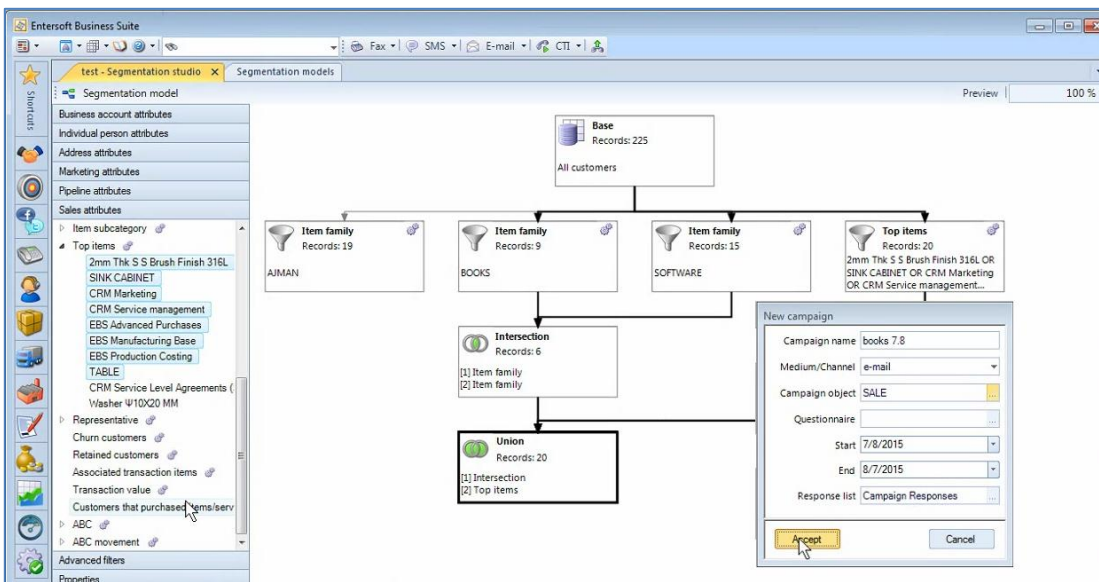 Entersoft Business Suite
Fax SMS E-mail CTI
test - Segmentation studio X Segmentation models
Segmentation model Preview 100 %
Shortcuts
Business account attributes
Individual person attributes
Address attributes
Marketing attributes
Pipeline attributes
Sales attributes
Item subcategory
Top items
2mm Thk S S Brush Finish 316L
SINK CABINET
CRM Marketing
CRM Service management
EBS Advanced Purchases
EBS Manufacturing Base
EBS Production Costing
TABLE
CRM Service Level Agreements (
Washer Ψ10X20 MM
Representative
Churn customers
Retained customers
Associated transaction items
Transaction value
Customers that purchased items/serv
ABC
ABC movement
Advanced filters
Properties
Base
Records: 225
All customers
Item family
Records: 19
AJMAN
Item family
Records: 9
BOOKS
Item family
Records: 15
SOFTWARE
Top items
Records: 20
2mm Thk S S Brush Finish 316L OR
SINK CABINET OR CRM Marketing
OR CRM Service management...
Intersection
Records: 6
[1] Item family
[2] Item family
Union
Records: 20
[1] Intersection
[2] Top items
New campaign
Campaign name books 7.8
Medium/Channel e-mail
Campaign object SALE ...
Questionnaire ...
Start 7/8/2015
End 8/7/2015
Response list Campaign Responses ...
Accept Cancel